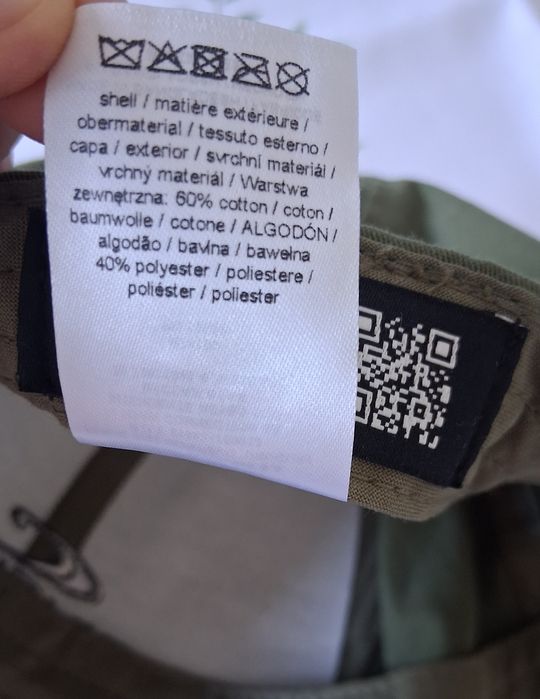 shell / matière extérieure /
obermaterial / tessuto esterno /
capa / exterior / svrchní materiál /
vrchný materiál / Warstwa
zewnętrzna: 60% cotton / coton /
baumwolle / cotone / ALGODÓN /
algodão / bavlna / bawełna
40% polyester / poliestere /
poliéster / poliester